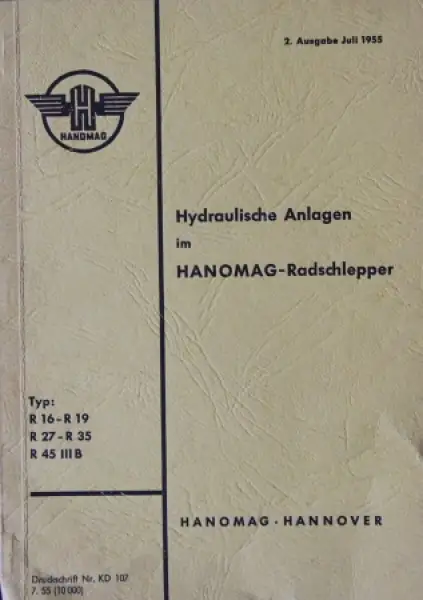 2. Ausgabe Juli 1955
H
HANOMAG
Hydraulische Anlagen
im
HANOMAG-Radschlepper
Typ:
R 16-R 19
R 27-R 35
R 45 III B
HANOMAG · HANNOVER
Druckschrift Nr. KD 107
7. 55 (10 000)